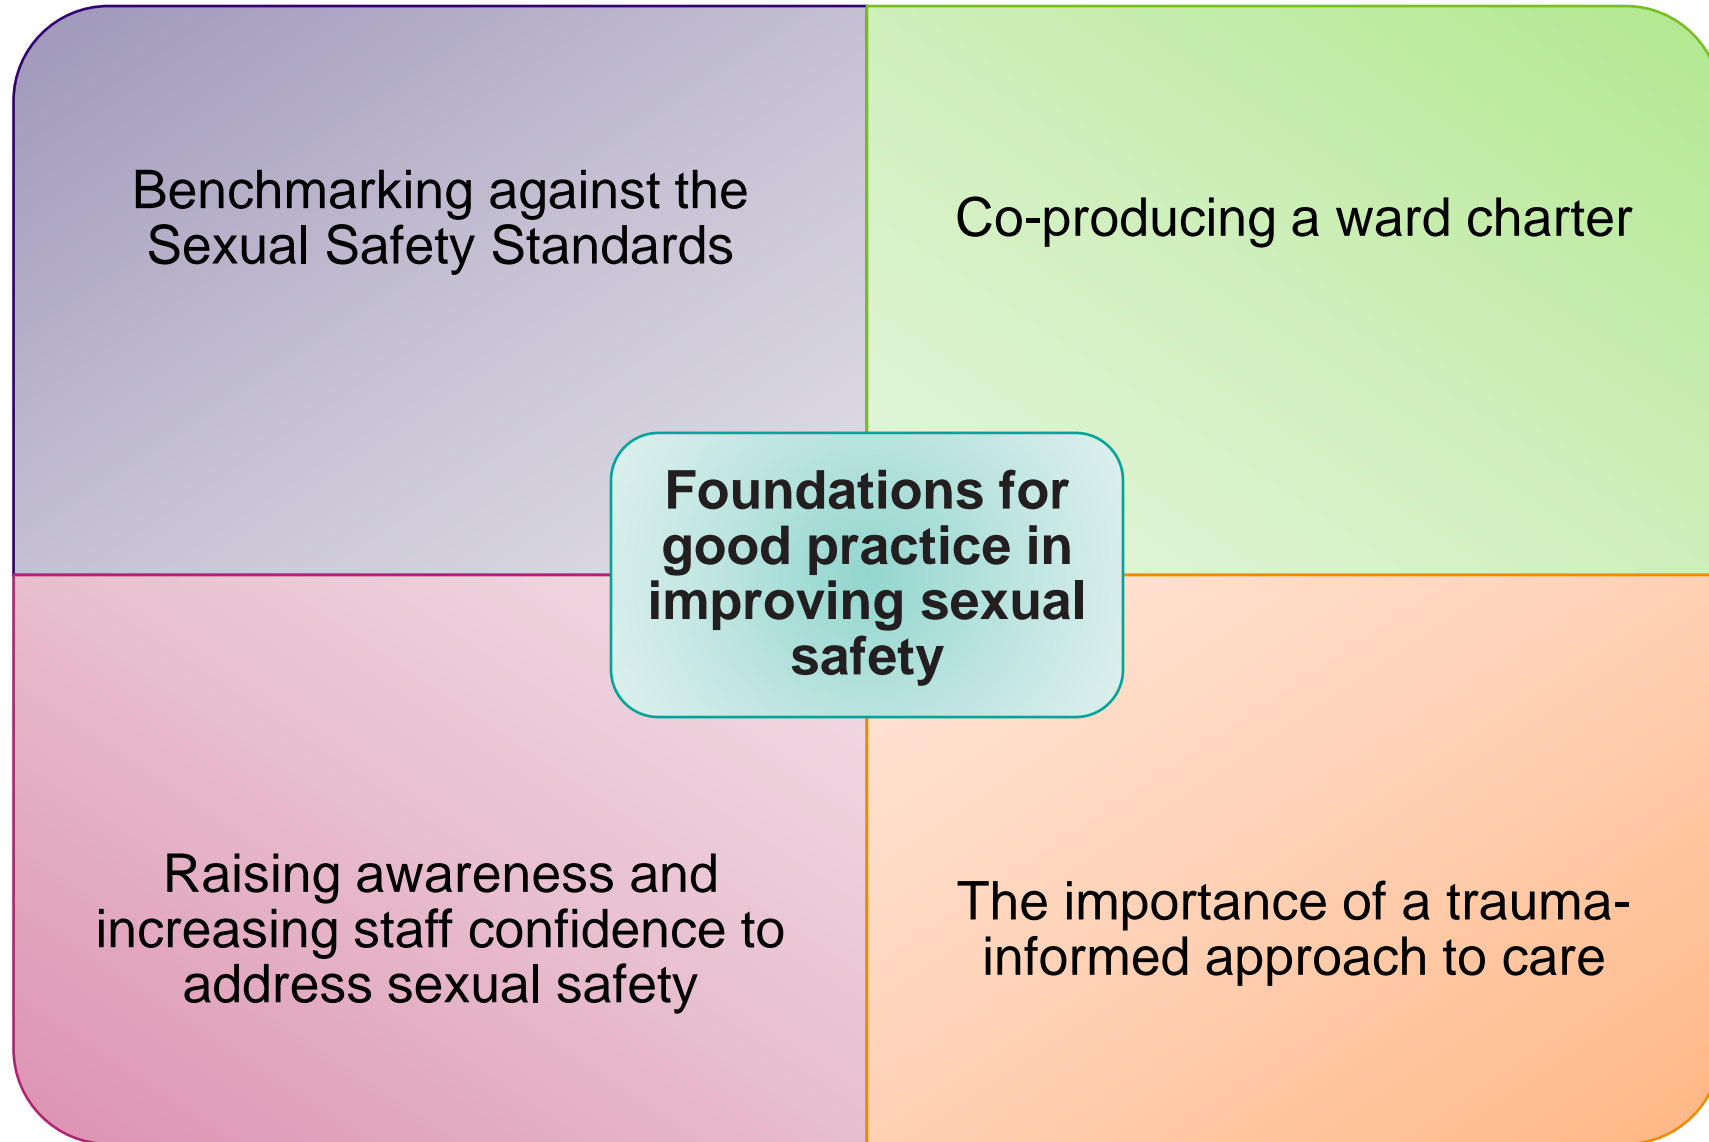 Benchmarking against the
Sexual Safety Standards
Co-producing a ward charter
Foundations for
good practice in
improving sexual
safety
Raising awareness and
increasing staff confidence to
address sexual safety
The importance of a trauma-
informed approach to care